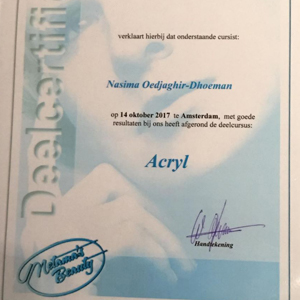 Deelcertifi
verklaart hierbij dat onderstaande cursist:
Nasima Oedjaghir-Dhoeman
op 14 oktober 2017 te Amsterdam, met goede
resultaten bij ons heeft afgerond de deelcursus:
Acryl
Handtekening
Beauty